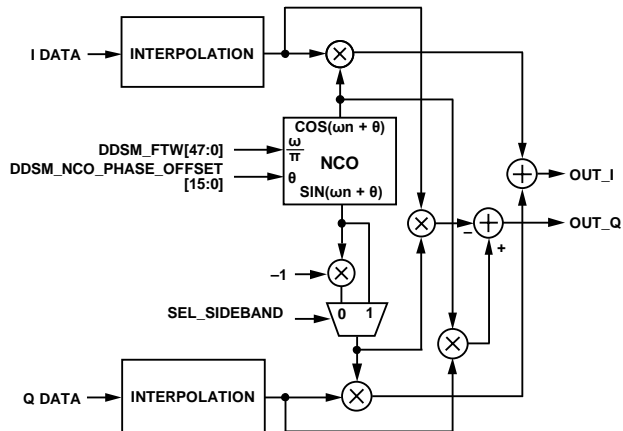 I DATA
INTERPOLATION
COS(ωn + θ)
DDSM_FTW[47:0]
ω
π
NCO
DDSM_NCO_PHASE_OFFSET
[15:0]
θ
SIN(ωn + θ)
OUT_I
OUT_Q
–
+
–1
0 1
SEL_SIDEBAND
Q DATA
INTERPOLATION